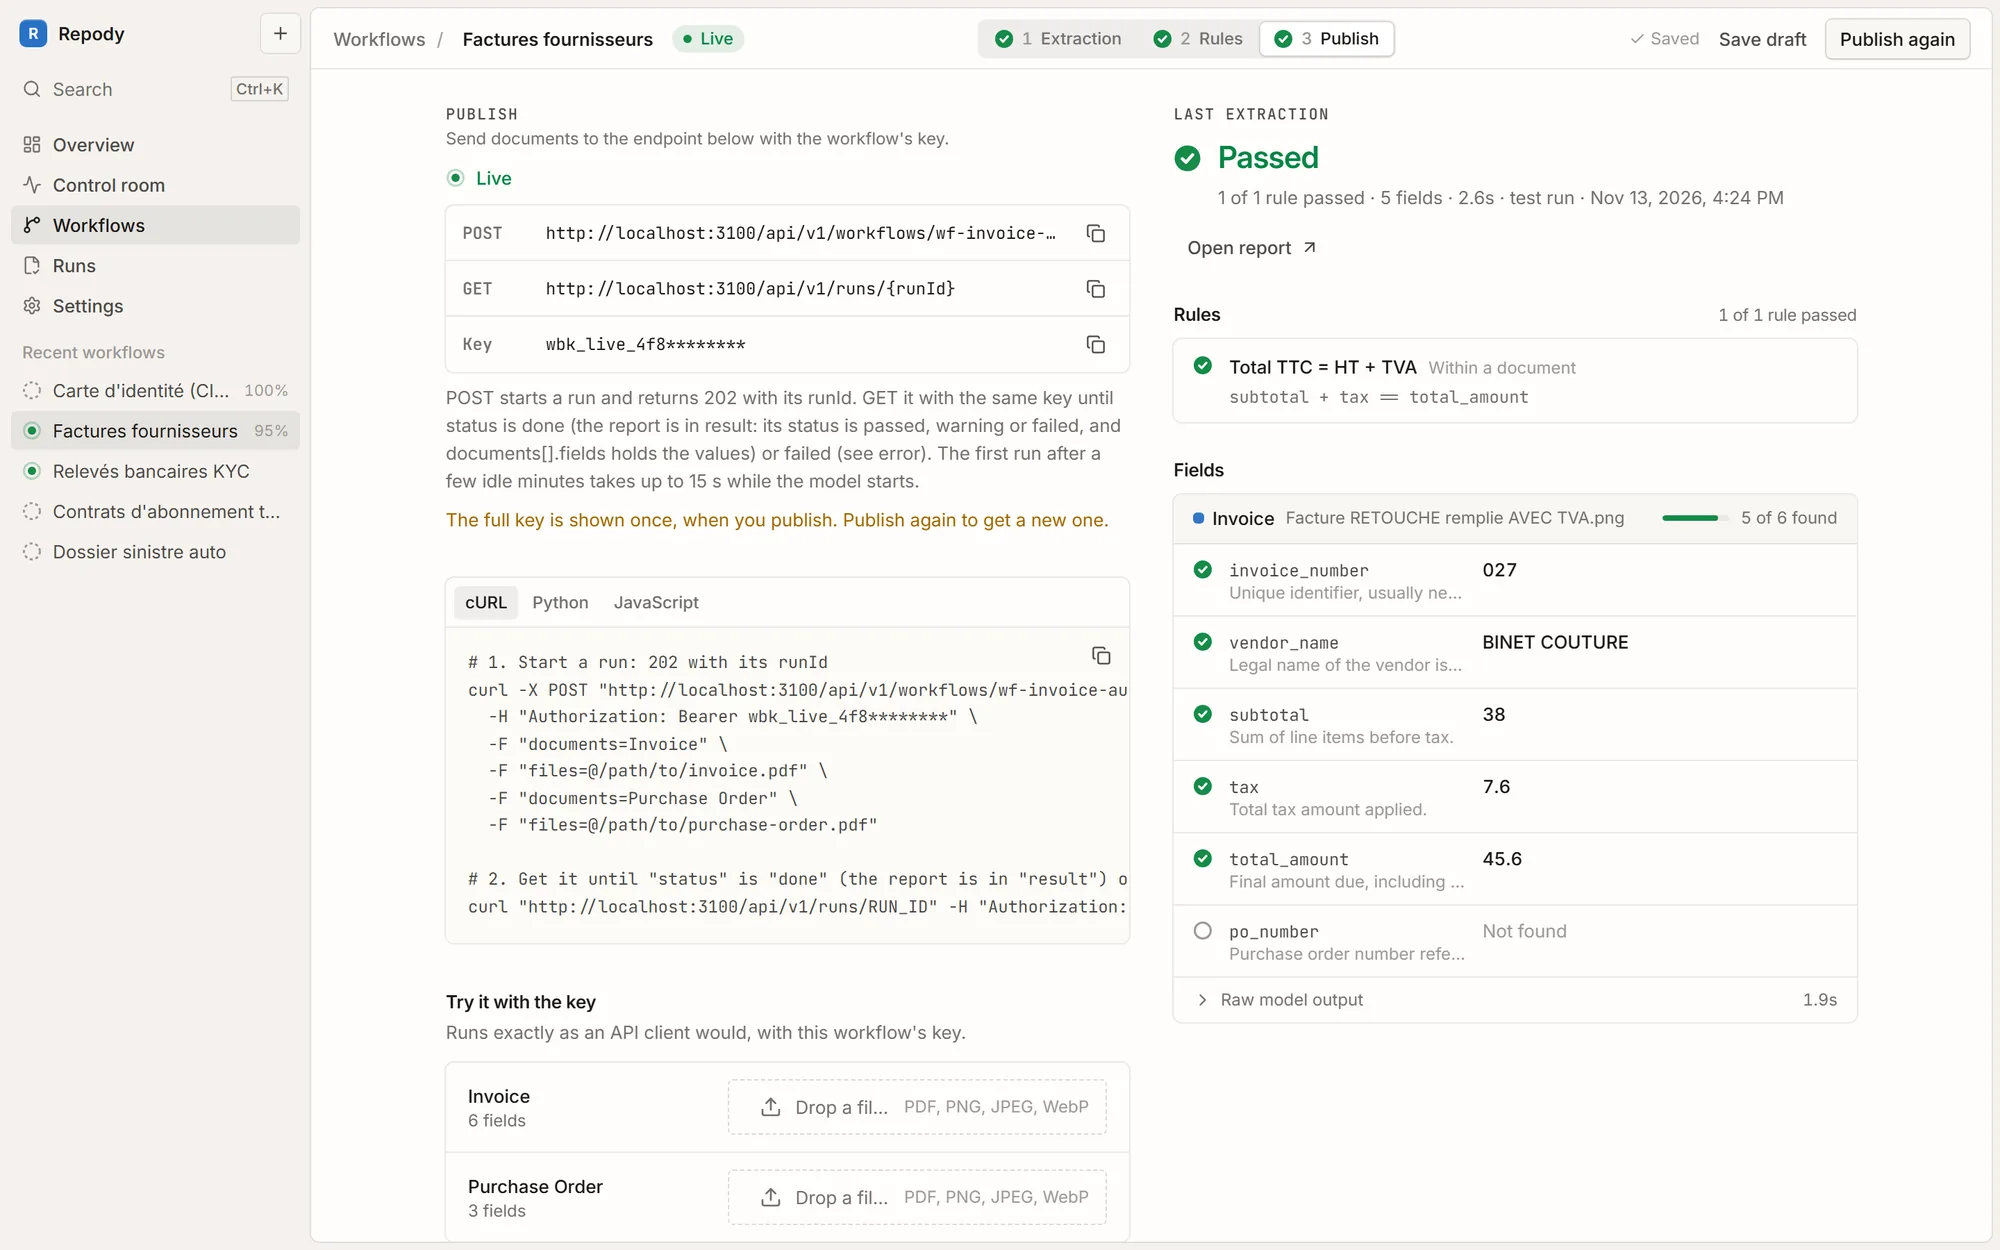 R Repody
+
Search Ctrl+K
Overview
Control room
Workflows
Runs
Settings
Recent workflows
Carte d'identité (CI... 100%
Factures fournisseurs 95%
Relevés bancaires KYC
Contrats d'abonnement t...
Dossier sinistre auto
Workflows / Factures fournisseurs Live
1 Extraction 2 Rules 3 Publish
Saved Save draft Publish again
PUBLISH
Send documents to the endpoint below with the workflow's key.
Live
POST http://localhost:3100/api/v1/workflows/wf-invoice-…
GET http://localhost:3100/api/v1/runs/{runId}
Key wbk_live_4f8********
POST starts a run and returns 202 with its runId. GET it with the same key until
status is done (the report is in result: its status is passed, warning or failed, and
documents[].fields holds the values) or failed (see error). The first run after a
few idle minutes takes up to 15 s while the model starts.
The full key is shown once, when you publish. Publish again to get a new one.
cURL Python JavaScript
# 1. Start a run: 202 with its runId
curl -X POST "http://localhost:3100/api/v1/workflows/wf-invoice-au
-H "Authorization: Bearer wbk_live_4f8********" \
-F "documents=Invoice" \
-F "files=@/path/to/invoice.pdf" \
-F "documents=Purchase Order" \
-F "files=@/path/to/purchase-order.pdf"
# 2. Get it until "status" is "done" (the report is in "result") o
curl "http://localhost:3100/api/v1/runs/RUN_ID" -H "Authorization:
Try it with the key
Runs exactly as an API client would, with this workflow's key.
Invoice
6 fields
Drop a fil... PDF, PNG, JPEG, WebP
Purchase Order
3 fields
Drop a fil... PDF, PNG, JPEG, WebP
LAST EXTRACTION
Passed
1 of 1 rule passed · 5 fields · 2.6s · test run · Nov 13, 2026, 4:24 PM
Open report
Rules 1 of 1 rule passed
Total TTC = HT + TVA Within a document
subtotal + tax == total_amount
Fields
Invoice Facture RETOUCHE remplie AVEC TVA.png 5 of 6 found
invoice_number 027
Unique identifier, usually ne...
vendor_name BINET COUTURE
Legal name of the vendor is...
subtotal 38
Sum of line items before tax.
tax 7.6
Total tax amount applied.
total_amount 45.6
Final amount due, including ...
po_number Not found
Purchase order number refe...
Raw model output 1.9s